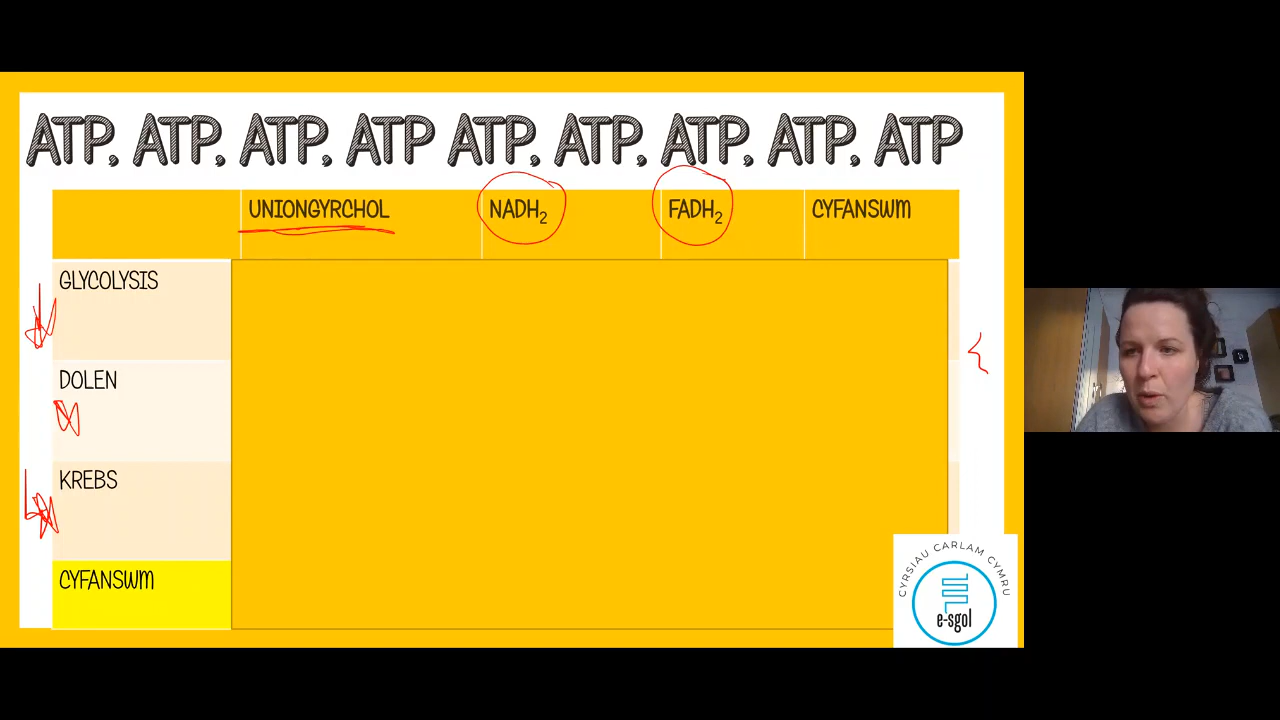 ATP, ATP, ATP, ATP ATP, ATP, ATP, ATP, ATP
UNIONGYRCHOL NADH₂ FADH₂ CYFANSWM
GLYCOLYSIS
DOLEN
KREBS
CYFANSWM
CYRSIAU CARLAM CYMRU
e-sgol